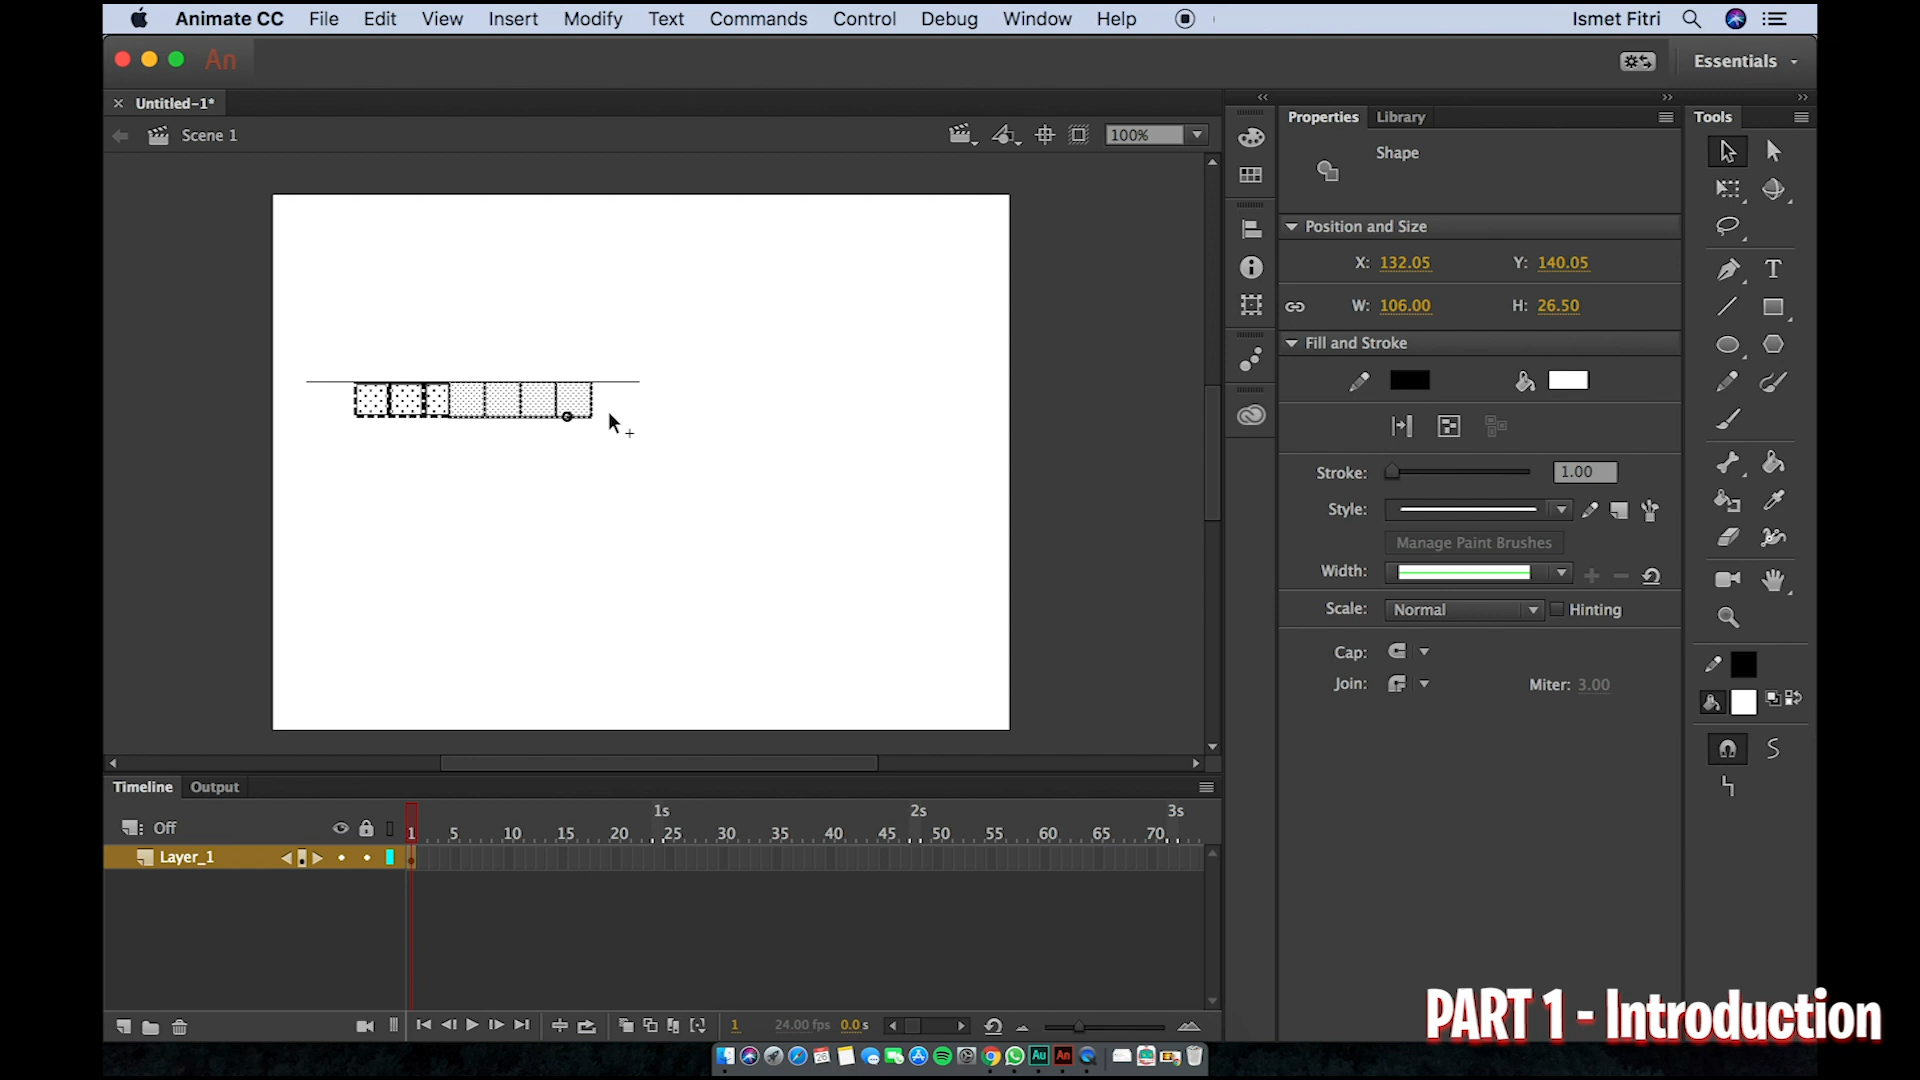 Animate CC File Edit View Insert Modify Text Commands Control Debug Window Help Ismet Fitri
An Essentials
Untitled-1*
Scene 1 100%
Properties Library Tools
Shape
Position and Size
X: 132.05 Y: 140.05
W: 106.00 H: 26.50
Fill and Stroke
Stroke: 1.00
Style:
Manage Paint Brushes
Width:
Scale: Normal Hinting
Cap:
Join: Miter: 3.00
Timeline Output
1s 2s 3s
Off 1 5 10 15 20 25 30 35 40 45 50 55 60 65 70
Layer_1
1 24.00 fps 0.0 s
PART 1 - Introduction
Au An